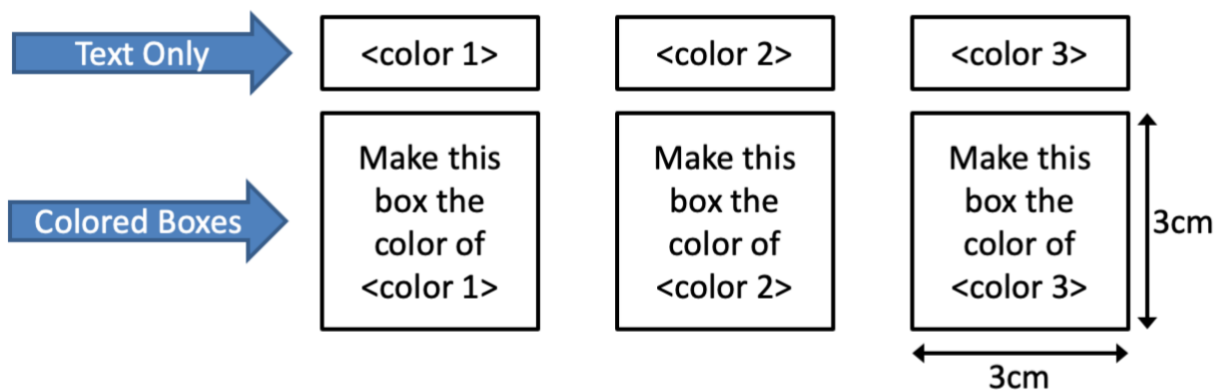 Text Only
<color 1>
<color 2>
<color 3>
Colored Boxes
Make this
box the
color of
<color 1>
Make this
box the
color of
<color 2>
Make this
box the
color of
<color 3>
3cm
3cm